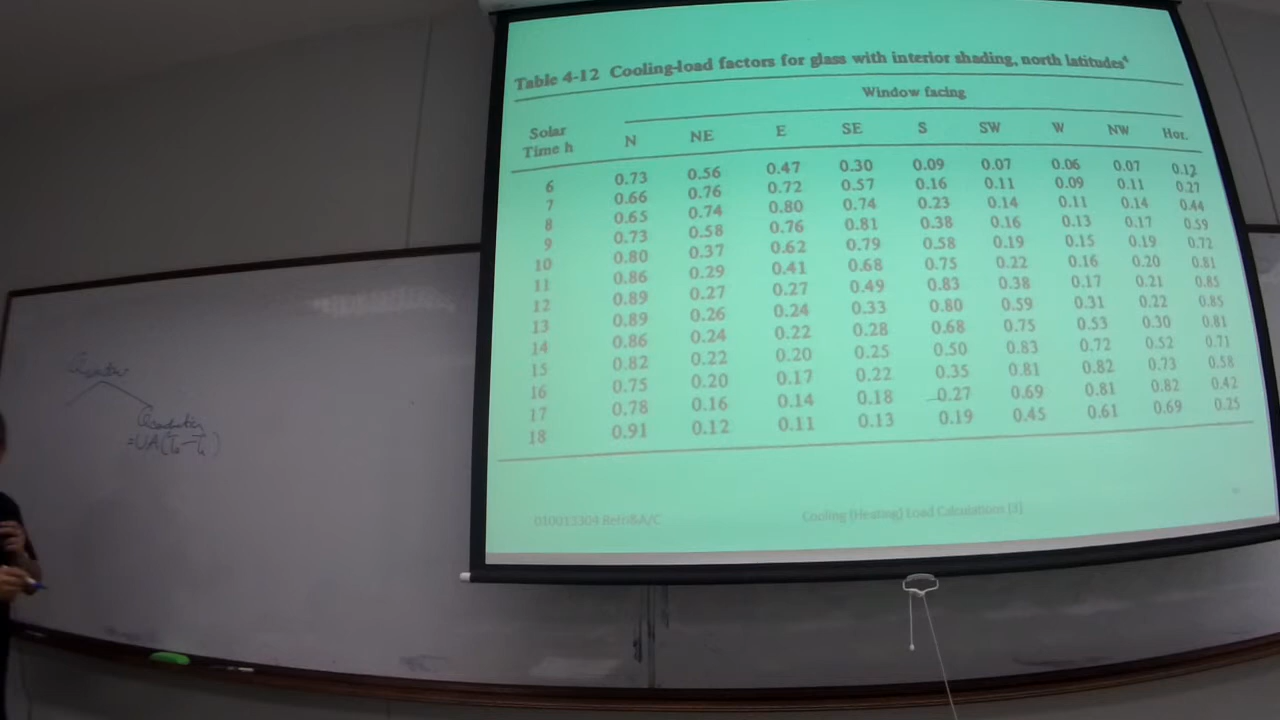 Table 4-12 Cooling-load factors for glass with interior shading, north latitudes⁴
Window facing
Solar Time h N NE E SE S SW W NW Hor.
6 0.73 0.56 0.47 0.30 0.09 0.07 0.06 0.07 0.12
7 0.66 0.76 0.72 0.57 0.16 0.11 0.09 0.11 0.27
8 0.65 0.74 0.80 0.74 0.23 0.14 0.11 0.14 0.44
9 0.73 0.58 0.76 0.81 0.38 0.16 0.13 0.17 0.59
10 0.80 0.37 0.62 0.79 0.58 0.19 0.15 0.19 0.72
11 0.86 0.29 0.41 0.68 0.75 0.22 0.16 0.20 0.81
12 0.89 0.27 0.27 0.49 0.83 0.38 0.17 0.21 0.85
13 0.89 0.26 0.24 0.33 0.80 0.59 0.31 0.22 0.85
14 0.86 0.24 0.22 0.28 0.68 0.75 0.53 0.30 0.81
15 0.82 0.22 0.20 0.25 0.50 0.83 0.72 0.52 0.71
16 0.75 0.20 0.17 0.22 0.35 0.81 0.82 0.73 0.58
17 0.78 0.16 0.14 0.18 0.27 0.69 0.81 0.82 0.42
18 0.91 0.12 0.11 0.13 0.19 0.45 0.61 0.69 0.25
010013304 Refri&A/C
Cooling (Heating) Load Calculations [3]